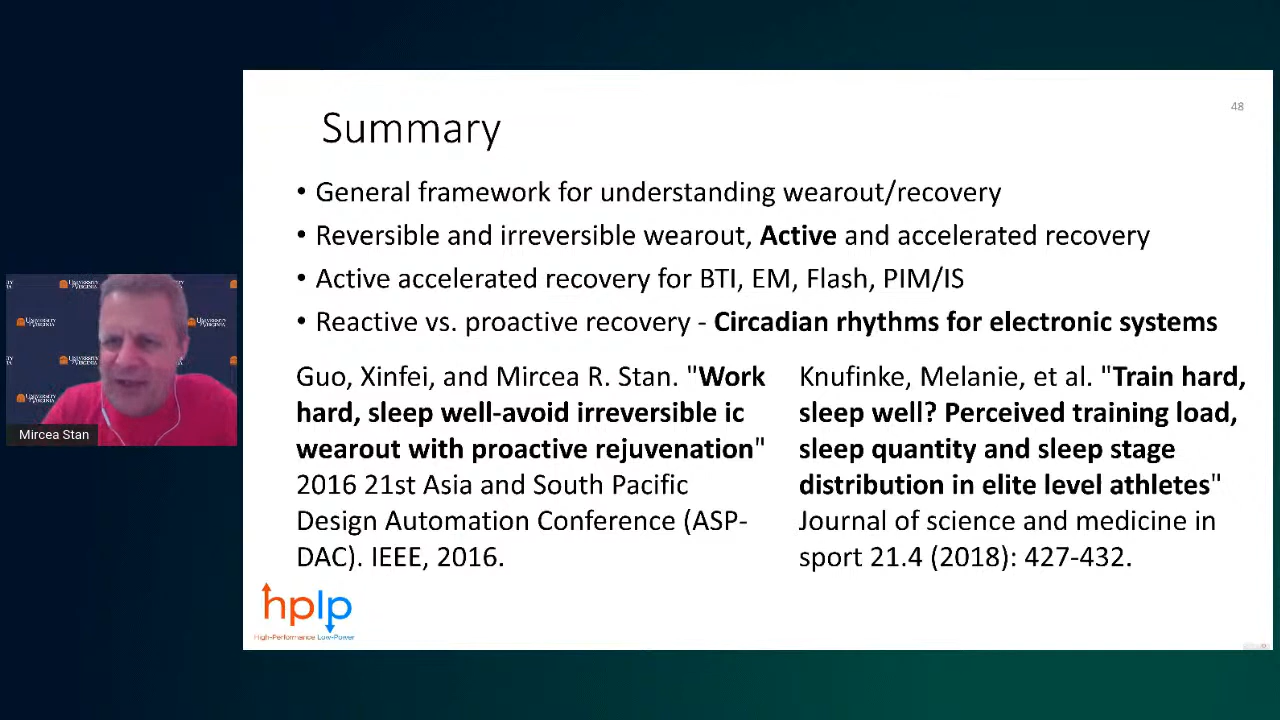 48
Summary
• General framework for understanding wearout/recovery
• Reversible and irreversible wearout, Active and accelerated recovery
• Active accelerated recovery for BTI, EM, Flash, PIM/IS
• Reactive vs. proactive recovery - Circadian rhythms for electronic systems
Guo, Xinfei, and Mircea R. Stan. "Work
hard, sleep well-avoid irreversible ic
wearout with proactive rejuvenation"
2016 21st Asia and South Pacific
Design Automation Conference (ASP-
DAC). IEEE, 2016.
Knufinke, Melanie, et al. "Train hard,
sleep well? Perceived training load,
sleep quantity and sleep stage
distribution in elite level athletes"
Journal of science and medicine in
sport 21.4 (2018): 427-432.
hplp
High-Performance Low-Power
UNIVERSITY
of VIRGINIA
Mircea Stan